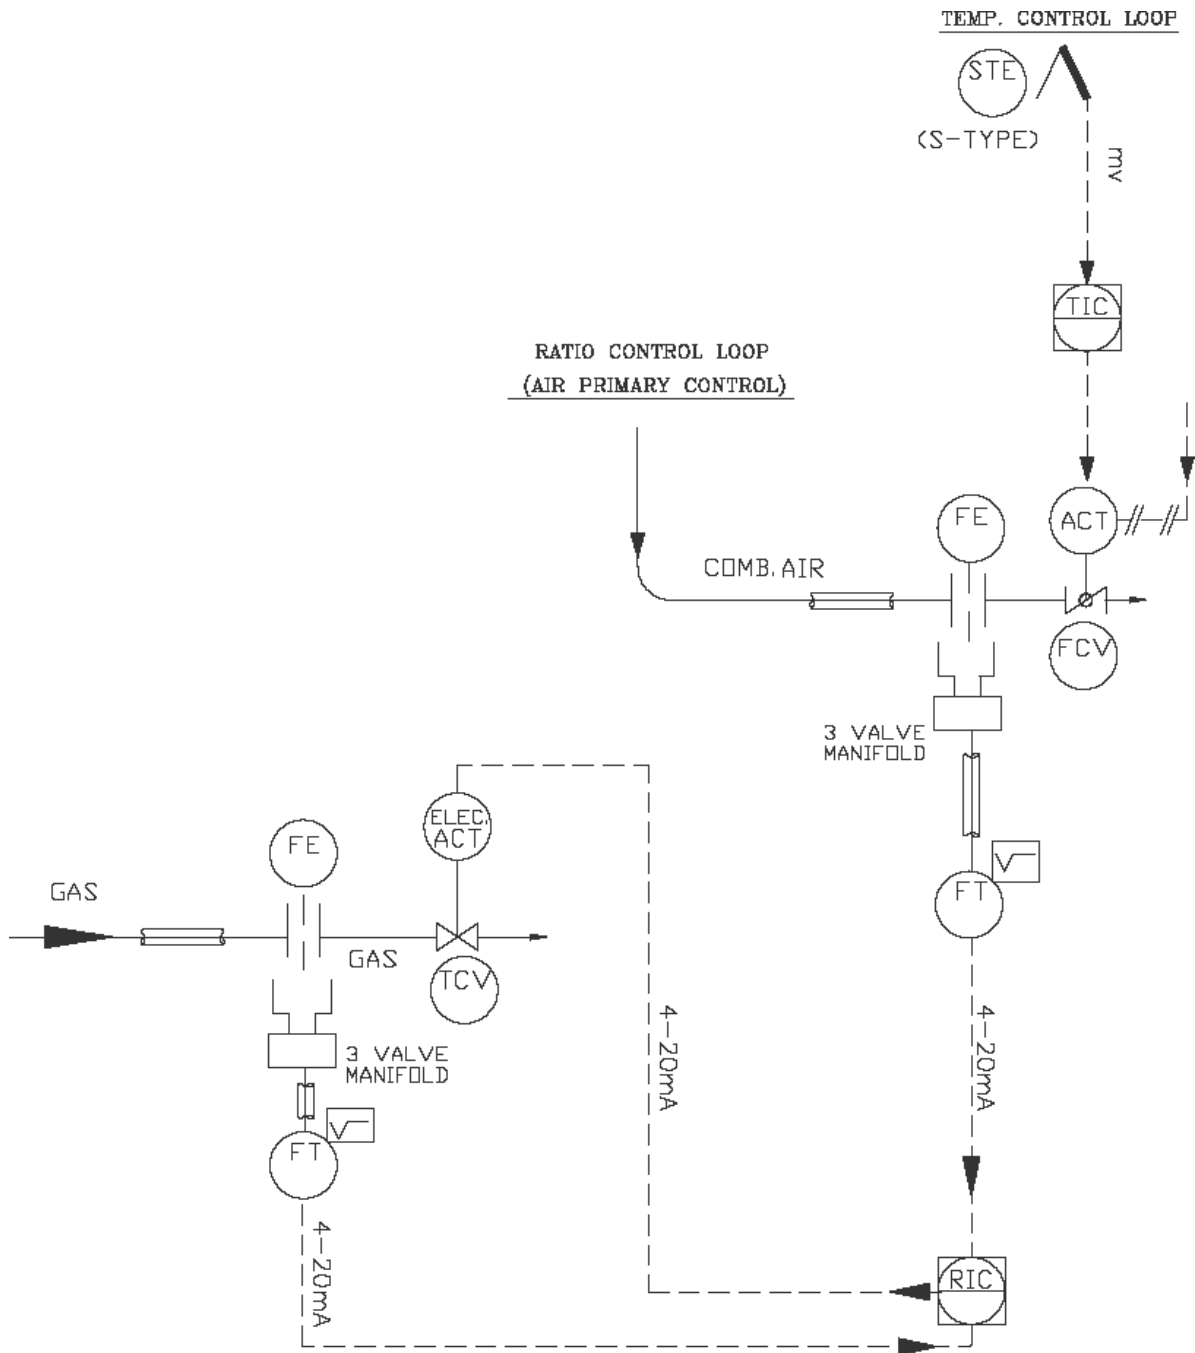 TEMP. CONTROL LOOP
STE
(S-TYPE)
mv
TIC
RATIO CONTROL LOOP
(AIR PRIMARY CONTROL)
FE
ACT
COMB.AIR
FCV
3 VALVE
MANIFOLD
ELEC.
ACT
FE
FT
GAS
GAS
TCV
4-20mA
4-20mA
3 VALVE
MANIFOLD
FT
4-20mA
RIC